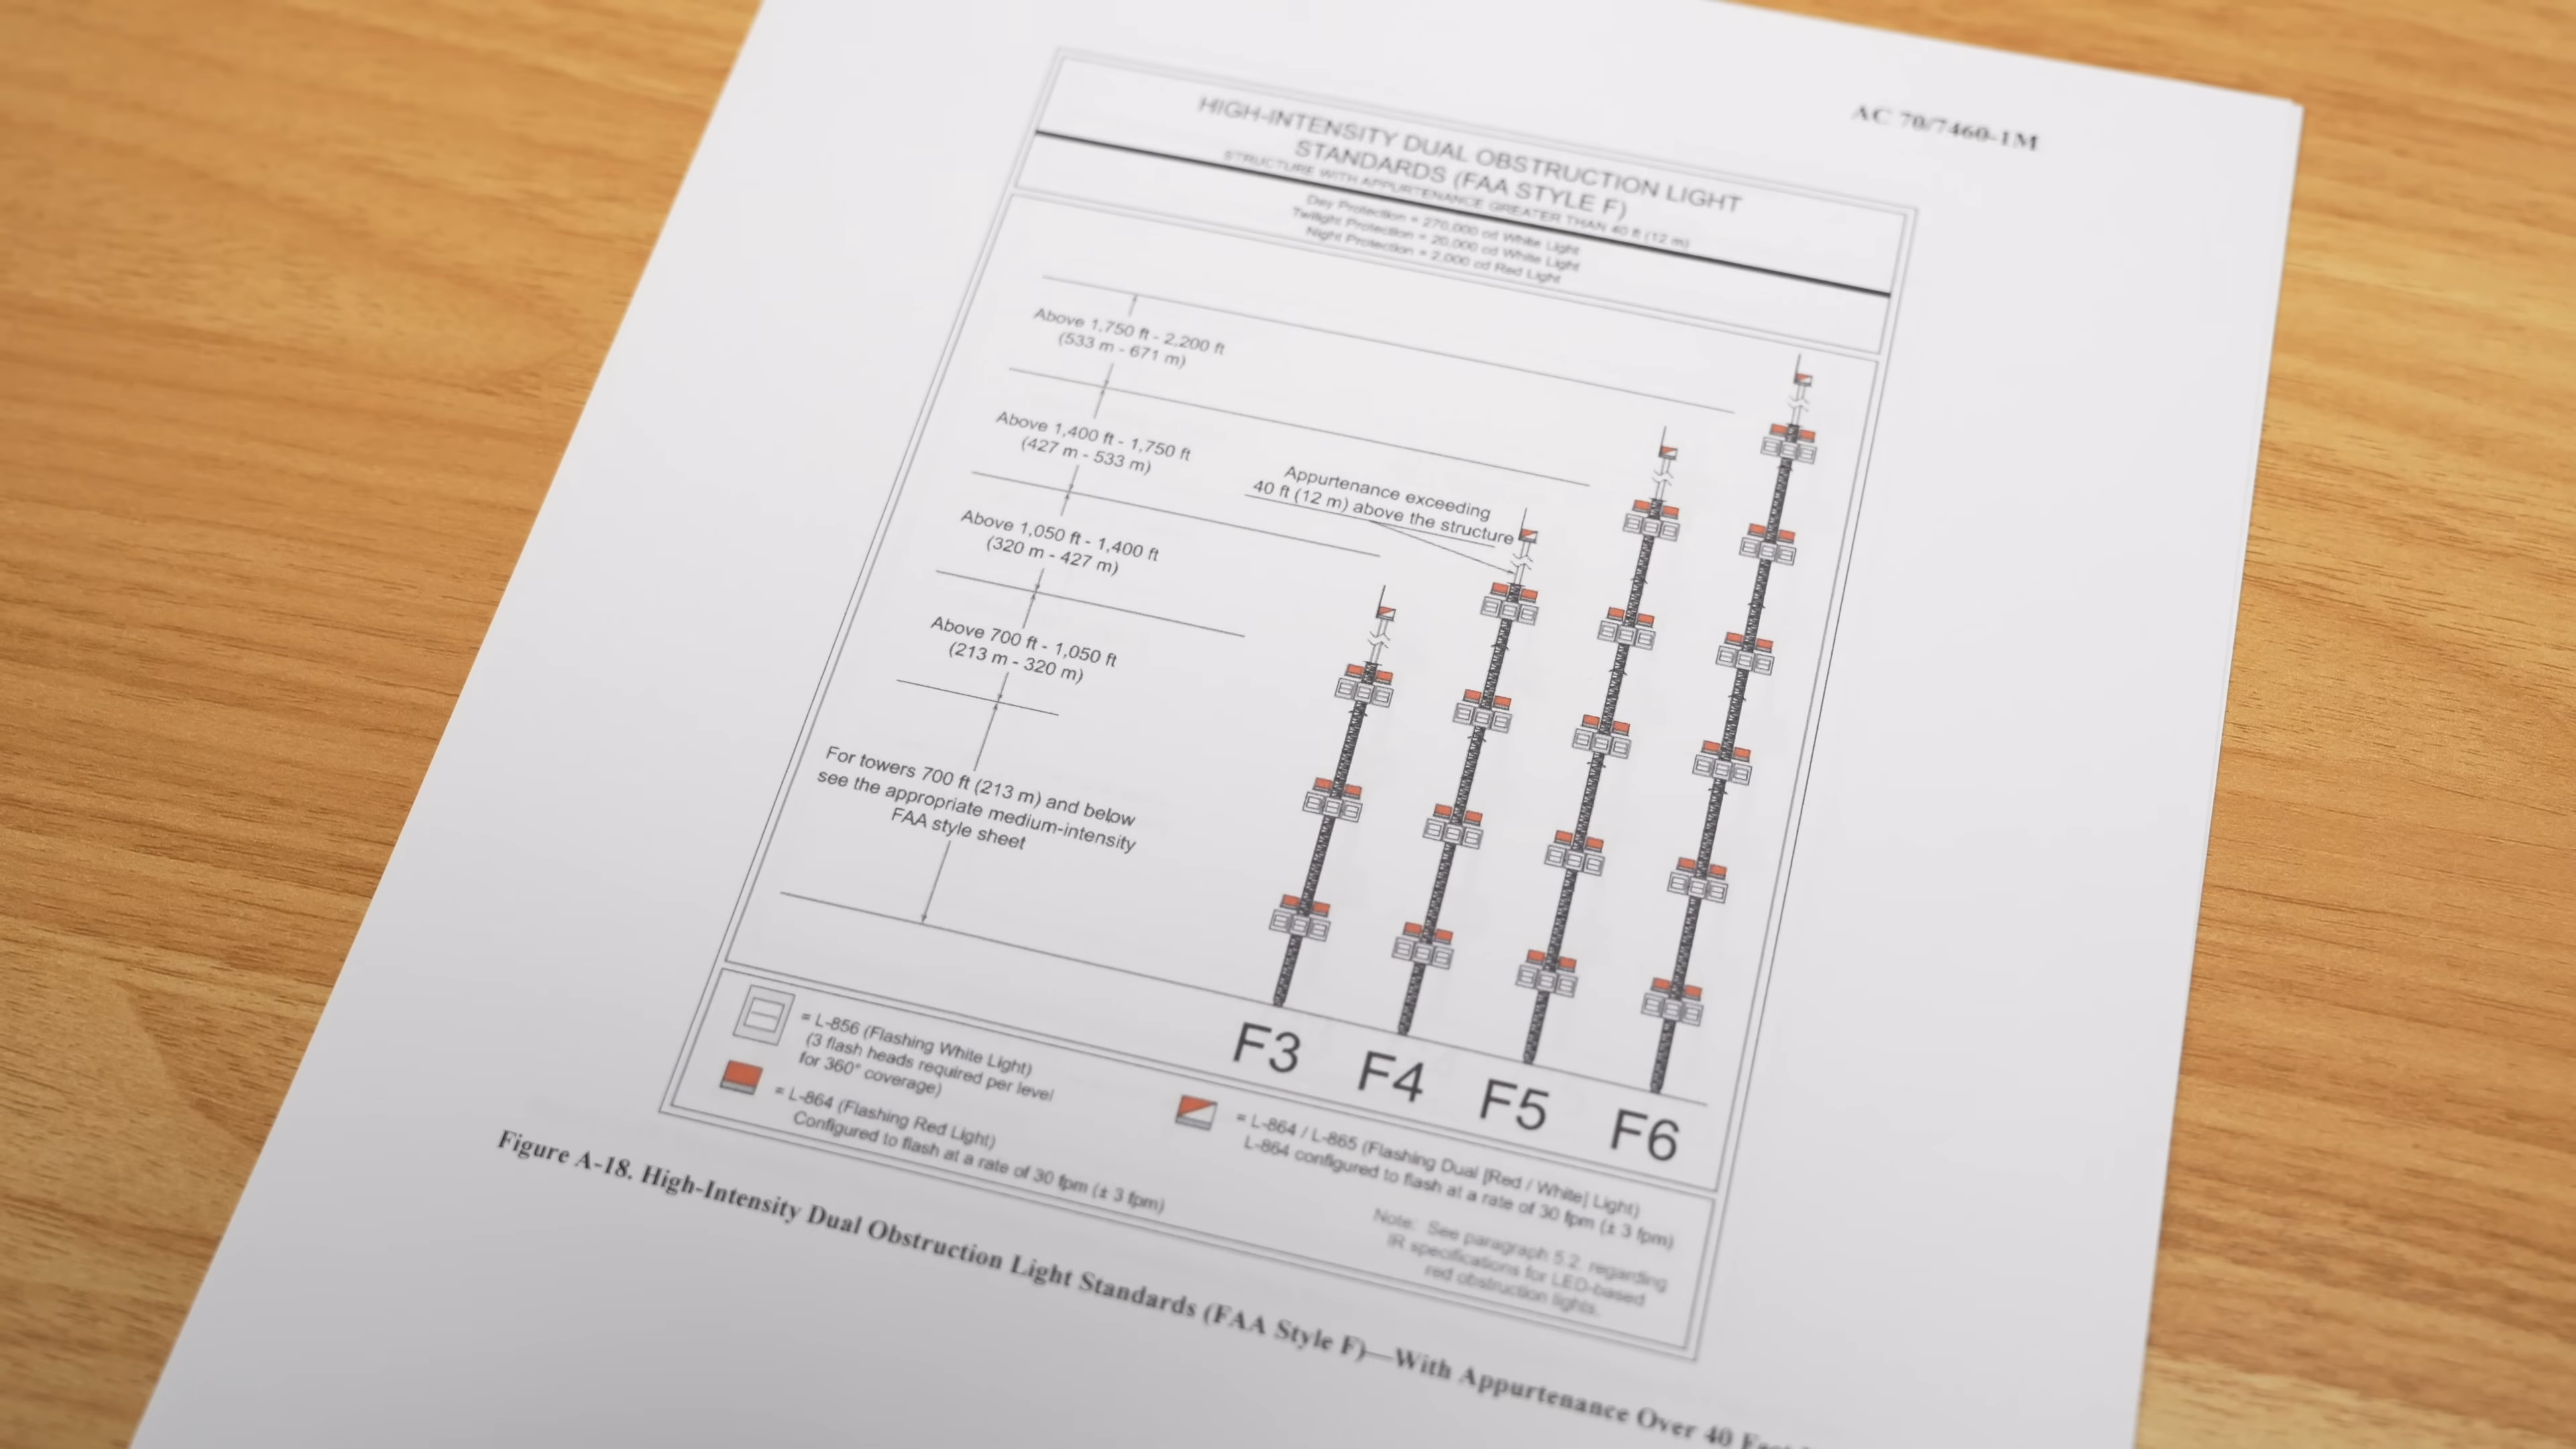 AC 70/7460-1M
HIGH-INTENSITY DUAL OBSTRUCTION LIGHT
STANDARDS (FAA STYLE F)
STRUCTURE WITH APPURTENANCE GREATER THAN 40 ft (12 m)
Day Protection = 270,000 cd White Light
Twilight Protection = 20,000 cd White Light
Night Protection = 2,000 cd Red Light
Above 1,750 ft - 2,200 ft
(533 m - 671 m)
Above 1,400 ft - 1,750 ft
(427 m - 533 m)
Appurtenance exceeding
40 ft (12 m) above the structure
Above 1,050 ft - 1,400 ft
(320 m - 427 m)
Above 700 ft - 1,050 ft
(213 m - 320 m)
For towers 700 ft (213 m) and below
see the appropriate medium-intensity
FAA style sheet
F3 F4 F5 F6
= L-856 (Flashing White Light)
(3 flash heads required per level
for 360° coverage)
= L-864 (Flashing Red Light)
Configured to flash at a rate of 30 fpm (± 3 fpm)
= L-864 / L-865 (Flashing Dual [Red / White] Light)
L-864 configured to flash at a rate of 30 fpm (± 3 fpm)
Note: See paragraph 5.2. regarding
IR specifications for LED-based
red obstruction lights.
Figure A-18. High-Intensity Dual Obstruction Light Standards (FAA Style F)—With Appurtenance Over 40 Feet